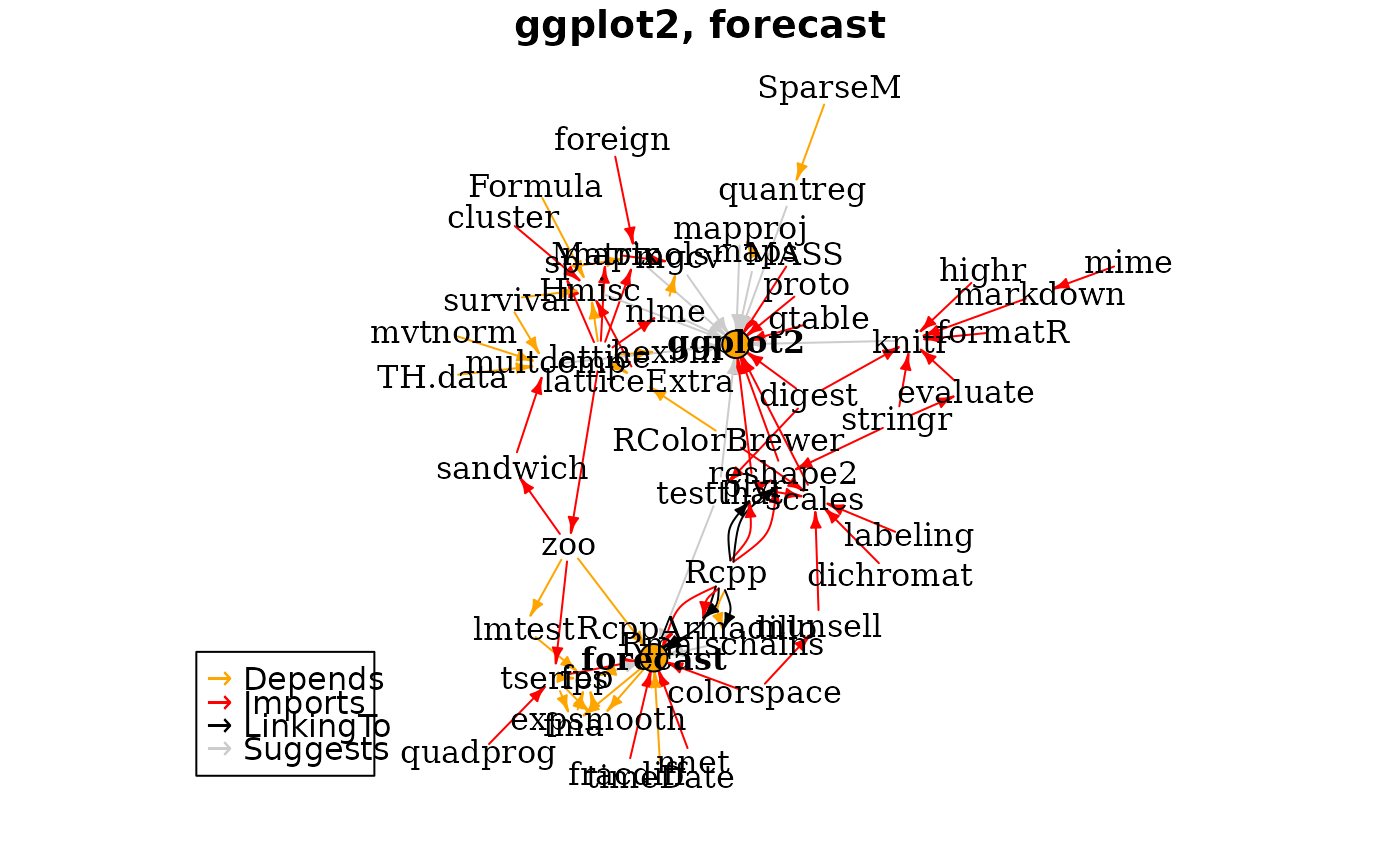 ggplot2, forecast
SparseM
foreign
Formula
quantreg
cluster
mapproj
Matrix
maptools
maps
MASS
mgcv
sp
highr
mime
Hmisc
proto
markdown
survival
nlme
gtable
mvtnorm
formatR
ggplot2
knitr
lattice
hexbin
multcomp
TH.data
latticeExtra
digest
evaluate
stringr
RColorBrewer
sandwich
reshape2
plyr
testthat
scales
labeling
zoo
Rcpp
dichromat
lmtest
RcppArmadillo
munsell
Rmalschains
forecast
tseries
fpp
colorspace
expsmooth
fma
quadprog
nnet
fracdiff
timeDate
→ Depends
→ Imports
→ LinkingTo
→ Suggests